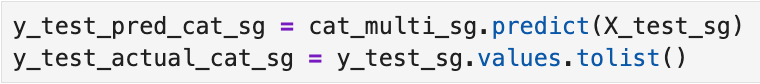 y_test_pred_cat_sg = cat_multi_sg.predict(X_test_sg)
y_test_actual_cat_sg = y_test_sg.values.tolist()